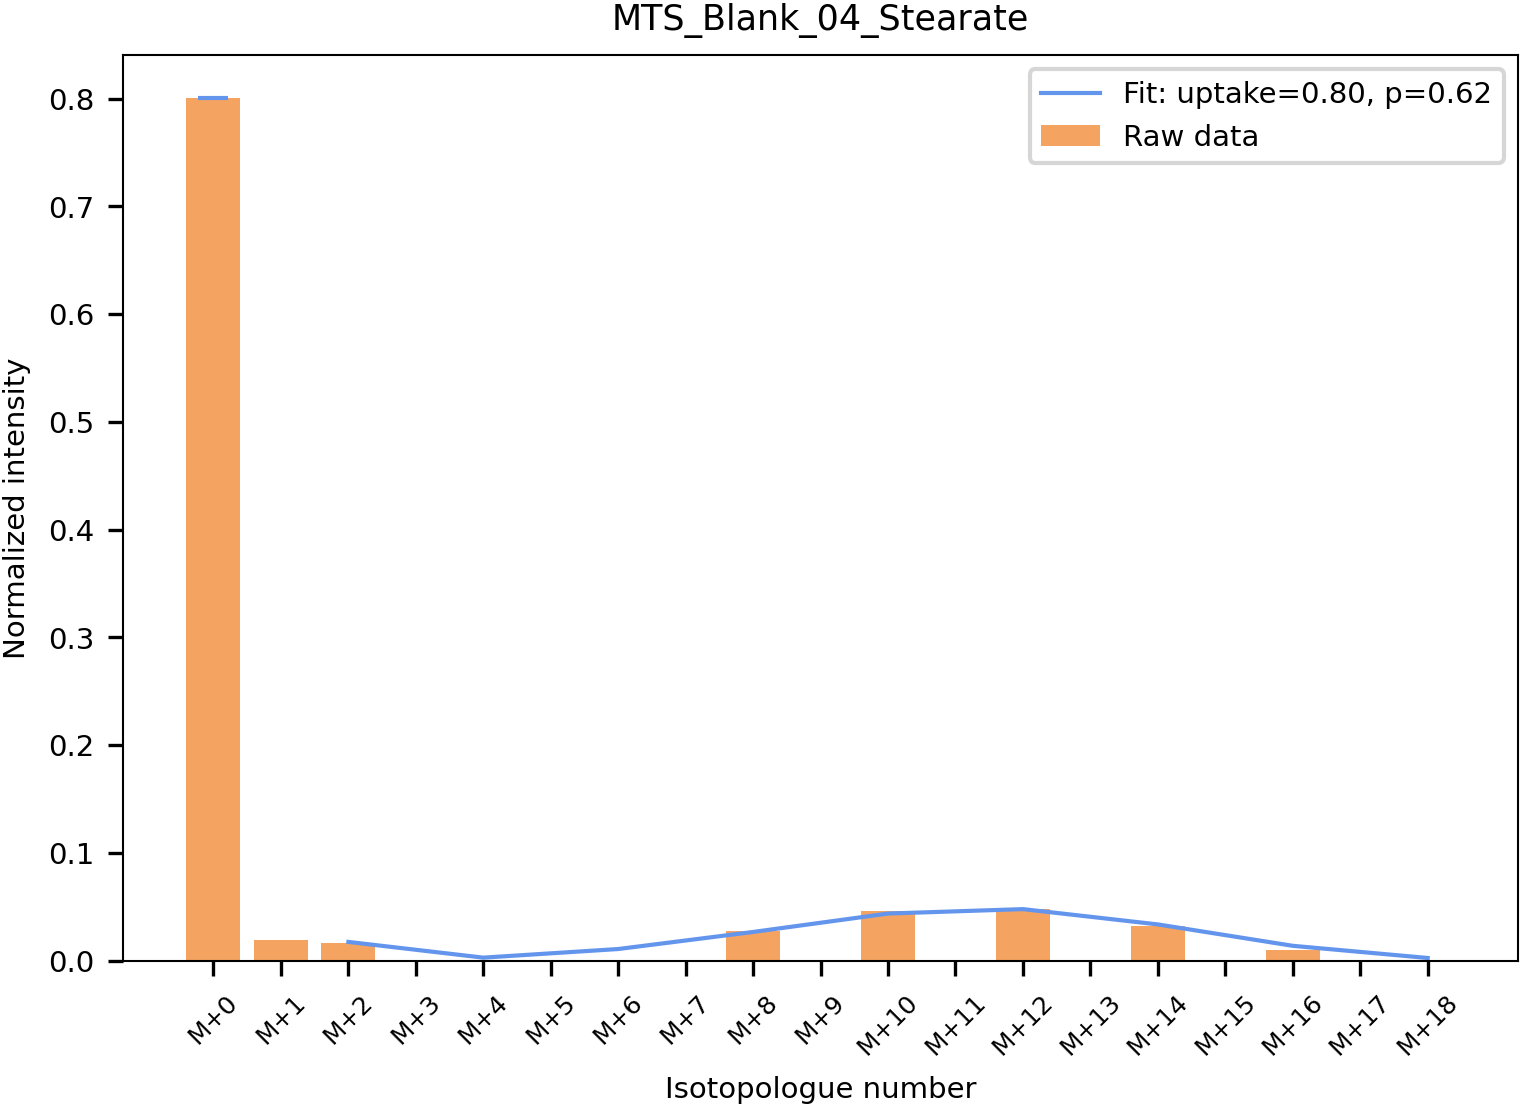 MTS_Blank_04_Stearate
Fit: uptake=0.80, p=0.62
Raw data
Normalized intensity
0.8
0.7
0.6
0.5
0.4
0.3
0.2
0.1
0.0
M+0
M+1
M+2
M+3
M+4
M+5
M+6
M+7
M+8
M+9
M+10
M+11
M+12
M+13
M+14
M+15
M+16
M+17
M+18
Isotopologue number